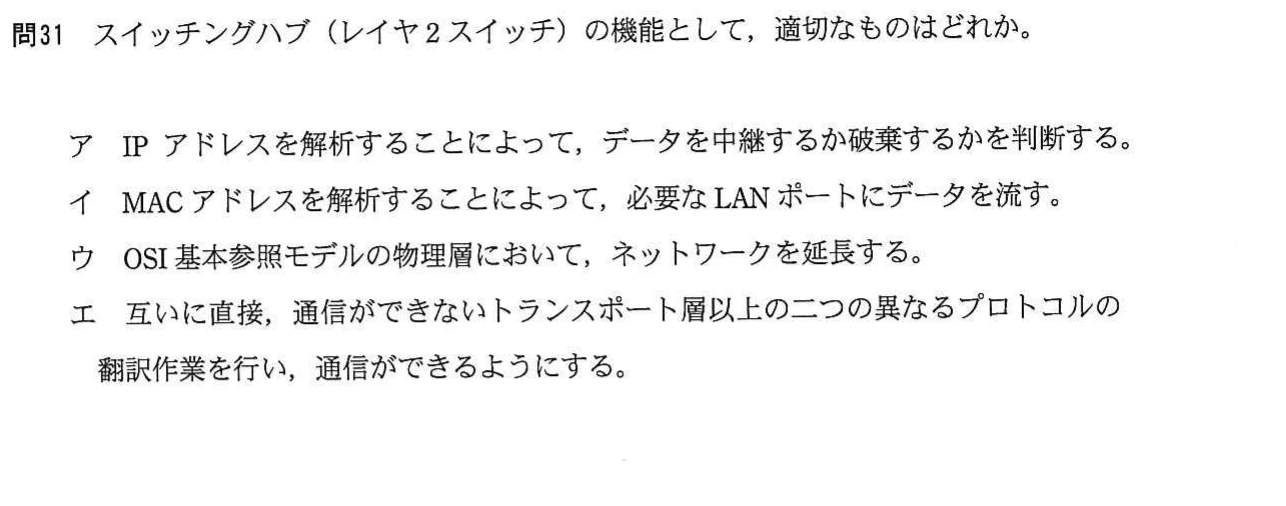 問31 スイッチングハブ（レイヤ2スイッチ）の機能として，適切なものはどれか。
ア IP アドレスを解析することによって，データを中継するか破棄するかを判断する。
イ MAC アドレスを解析することによって，必要な LAN ポートにデータを流す。
ウ OSI 基本参照モデルの物理層において，ネットワークを延長する。
エ 互いに直接，通信ができないトランスポート層以上の二つの異なるプロトコルの
翻訳作業を行い，通信ができるようにする。